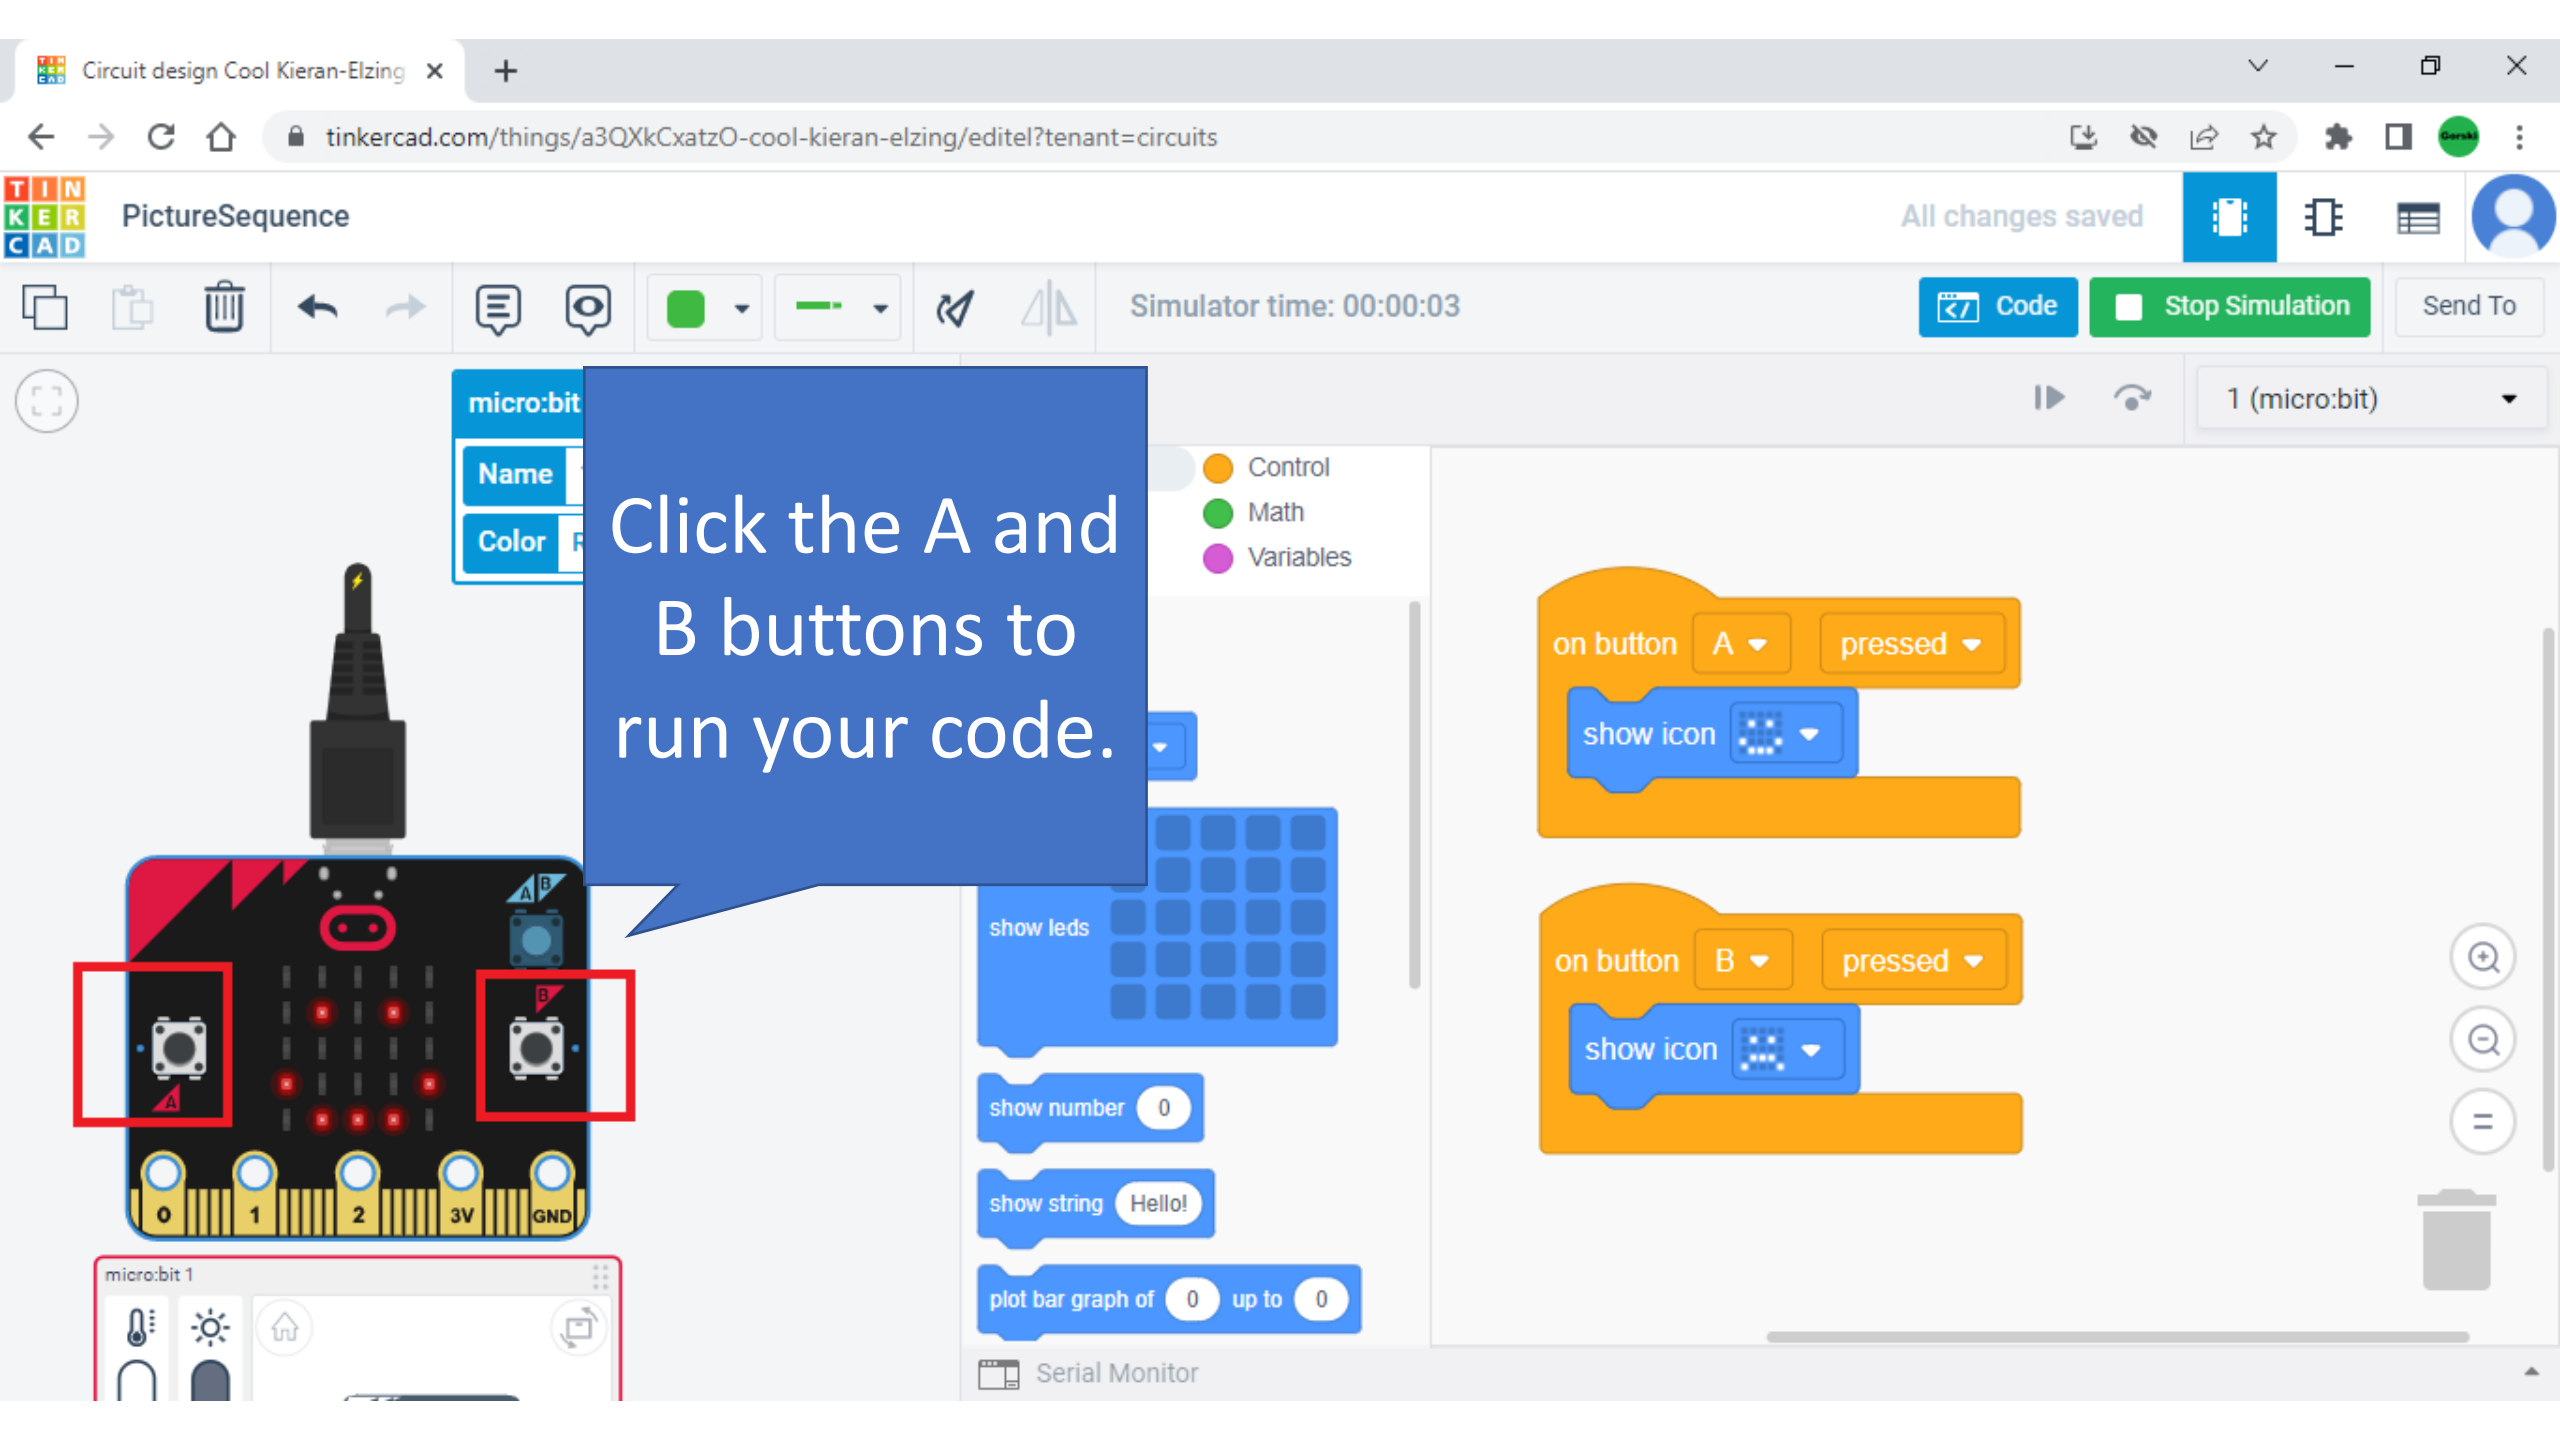 Circuit design Cool Kieran-Elzing
tinkercad.com/things/a3QXkCxatzO-cool-kieran-elzing/editel?tenant=circuits
Gorski
TIN
KER
CAD
PictureSequence
All changes saved
Simulator time: 00:00:03
Code
Stop Simulation
Send To
micro:bit
1 (micro:bit)
Name
Color
Click the A and
B buttons to
run your code.
Control
Math
Variables
on button A pressed
show icon
show leds
on button B pressed
show icon
show number 0
show string Hello!
plot bar graph of 0 up to 0
A B
B
A
0 1 2 3V GND
micro:bit 1
Serial Monitor